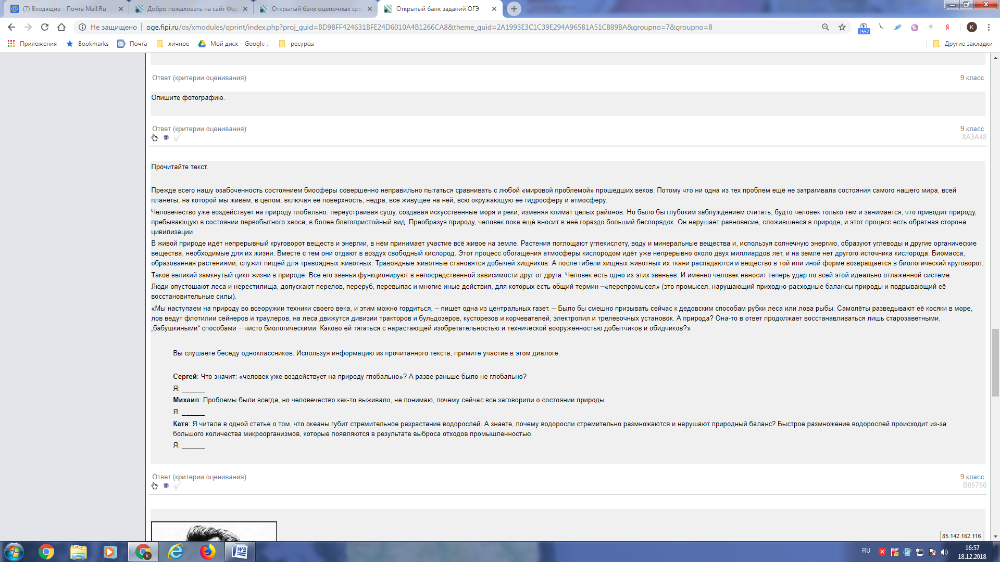 (7) Входящие - Почта Mail.Ru
Добро пожаловать на сайт Фед
Открытый банк оценочных сре
Открытый банк заданий ОГЭ
Не защищено
oge.fipi.ru/os/xmodules/qprint/index.php?proj_guid=BD98FF424631BFE24D6010A4B1266CA8&theme_guid=2A1993E3C1C39E294A96581A51C889BA&groupno=7&groupno=8
1557
Я
K
Приложения
Bookmarks
Почта
личное
Мой диск – Google
ресурсы
Другие закладки
Ответ (критерии оценивания)
9 класс
Опишите фотографию.
Ответ (критерии оценивания)
9 класс
8A3A48
Прочитайте текст.
Прежде всего нашу озабоченность состоянием биосферы совершенно неправильно пытаться сравнивать с любой «мировой проблемой» прошедших веков. Потому что ни одна из тех проблем ещё не затрагивала состояния самого нашего мира, всей
планеты, на которой мы живём, в целом, включая её поверхность, недра, всё живущее на ней, всю окружающую её гидросферу и атмосферу.
Человечество уже воздействует на природу глобально: переустраивая сушу, создавая искусственные моря и реки, изменяя климат целых районов. Но было бы глубоким заблуждением считать, будто человек только тем и занимается, что приводит природу,
пребывающую в состоянии первобытного хаоса, в более благопристойный вид. Преобразуя природу, человек пока ещё вносит в неё гораздо больший беспорядок. Он нарушает равновесие, сложившееся в природе, и этот процесс есть обратная сторона
цивилизации.
В живой природе идёт непрерывный круговорот веществ и энергии, в нём принимает участие всё живое на земле. Растения поглощают углекислоту, воду и минеральные вещества и, используя солнечную энергию, образуют углеводы и другие органические
вещества, необходимые для их жизни. Вместе с тем они отдают в воздух свободный кислород. Этот процесс обогащения атмосферы кислородом идёт уже непрерывно около двух миллиардов лет, и на земле нет другого источника кислорода. Биомасса,
образованная растениями, служит пищей для травоядных животных. Травоядные животные становятся добычей хищников. А после гибели хищных животных их ткани распадаются и вещество в той или иной форме возвращается в биологический круговорот.
Таков великий замкнутый цикл жизни в природе. Все его звенья функционируют в непосредственной зависимости друг от друга. Человек есть одно из этих звеньев. И именно человек наносит теперь удар по всей этой идеально отлаженной системе.
Люди опустошают леса и нерестилища, допускают перелов, переруб, перевыпас и многие иные действия, для которых есть общий термин –«перепромысел» (это промысел, нарушающий приходно-расходные балансы природы и подрывающий её
восстановительные силы).
«Мы наступаем на природу во всеоружии техники своего века, и этим можно гордиться, – пишет одна из центральных газет. – Было бы смешно призывать сейчас к дедовским способам рубки леса или лова рыбы. Самолёты разведывают её косяки в море,
лов ведут флотилии сейнеров и траулеров, на леса движутся дивизии тракторов и бульдозеров, кусторезов и корчевателей, электропил и трелевочных установок. А природа? Она-то в ответ продолжает восстанавливаться лишь старозаветными,
„бабушкиными“ способами – чисто биологическими. Каково ей тягаться с нарастающей изобретательностью и технической вооружённостью добытчиков и обидчиков?»
Вы слушаете беседу одноклассников. Используя информацию из прочитанного текста, примите участие в этом диалоге.
Сергей: Что значит: «человек уже воздействует на природу глобально»? А разве раньше было не глобально?
Я: ______
Михаил: Проблемы были всегда, но человечество как-то выживало, не понимаю, почему сейчас все заговорили о состоянии природы.
Я: ______
Катя: Я читала в одной статье о том, что океаны губит стремительное разрастание водорослей. А знаете, почему водоросли стремительно размножаются и нарушают природный баланс? Быстрое размножение водорослей происходит из-за
большого количества микроорганизмов, которые появляются в результате выброса отходов промышленностью.
Я: ______
Ответ (критерии оценивания)
9 класс
B05750
85.142.162.116
RU
16:57
18.12.2018